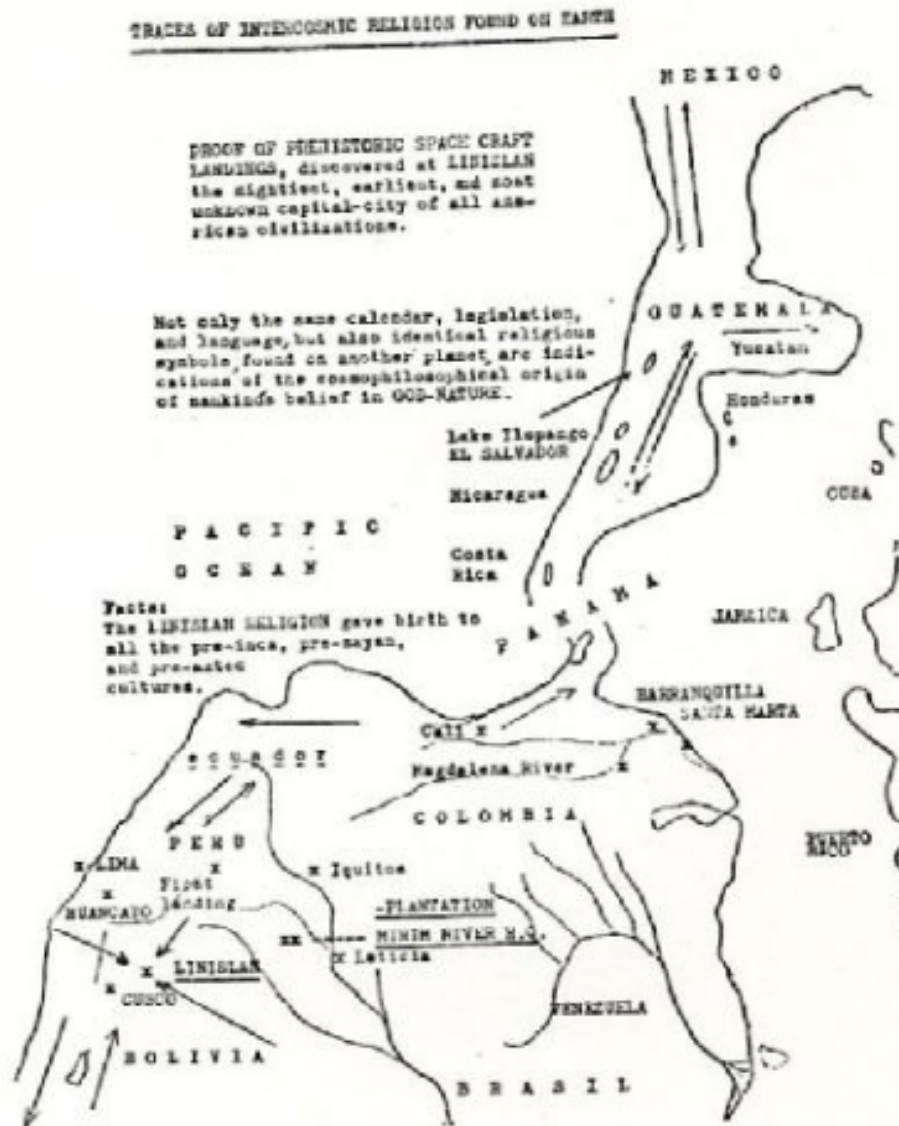 TRACES OF INTERCOSMIC RELIGION FOUND ON EARTH
MEXICO
PROOF OF PREHISTORIC SPACE CRAFT
LANDINGS, discovered at LINISLAN
the mightiest, earliest, and most
unknown capital-city of all ame-
rican civilizations.
Not only the same calendar, legislation,
and language, but also identical religious
symbols, found on another planet, are indi-
cations of the cosmophilosophical origin
of mankinds belief in GOD-NATURE.
GUATEMALA
Yucatan
Honduras
Lake Ilopango
EL SALVADOR
Nicaragua
CUBA
PACIFIC
OCEAN
Costa
Rica
PANAMA
JAMAICA
Facts:
The LINISLAN RELIGION gave birth to
all the pre-inca, pre-mayan,
and pre-aztec
cultures.
BARRANQUILLA
SANTA MARTA
Cali x
ecuador
Magdalena River
x
x
COLOMBIA
PUERTO
RICO
PERU
x-LIMA
x
x Iquitos
x
First
landing
HUANCAYO
-PLANTATION
xx ----- MIRIM RIVER H.Q.
x Leticia
x LINISLAN
x
CUSCO
VENEZUELA
BOLIVIA
BRASIL